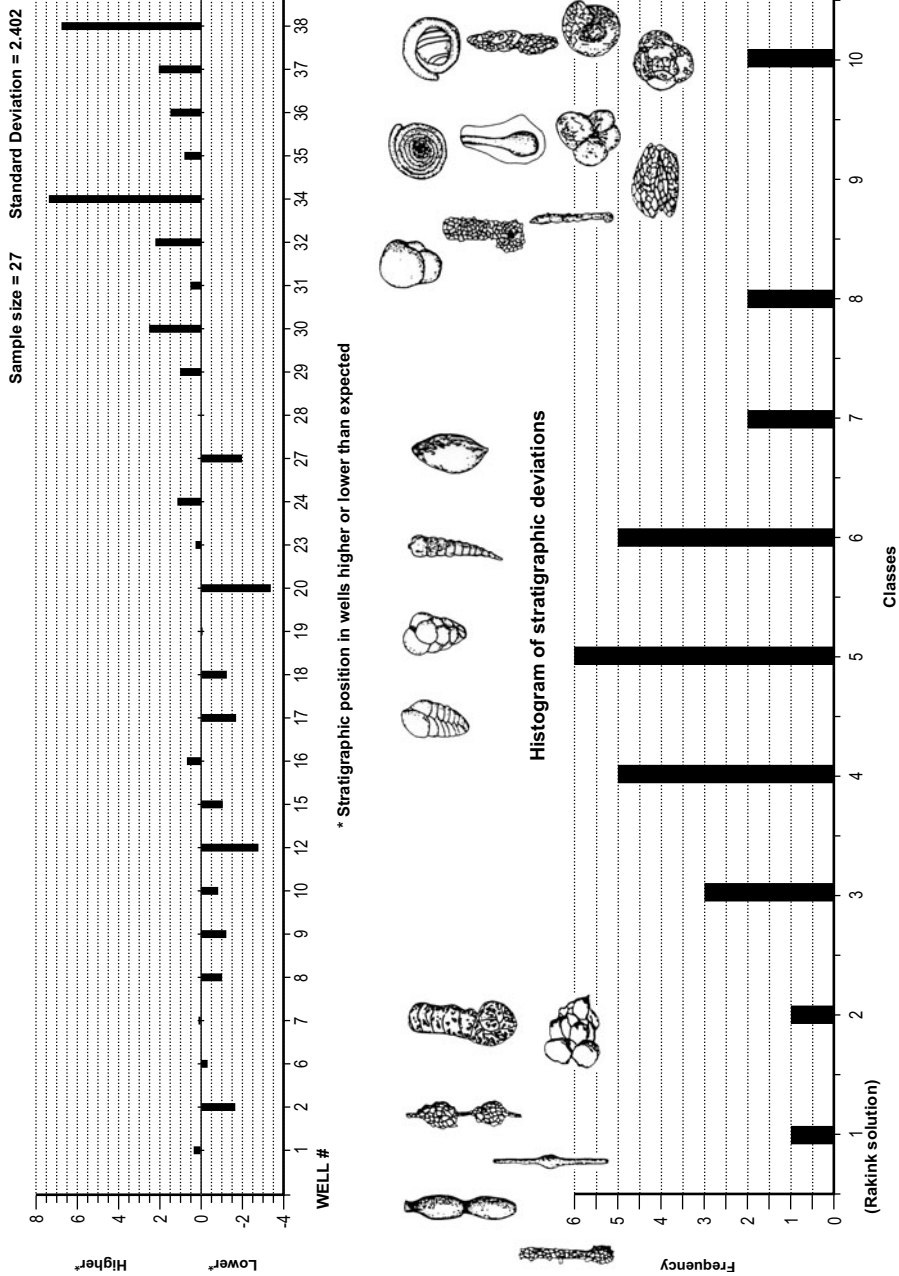 Sample size = 27 Standard Deviation = 2.402
Higher*
Lower*
8
6
4
2
0
-2
-4
1 2 6 7 8 9 10 12 15 16 17 18 19 20 23 24 27 28 29 30 31 32 34 35 36 37 38
WELL #
* Stratigraphic position in wells higher or lower than expected
Histogram of stratigraphic deviations
Frequency
6
5
4
3
2
1
0
1 2 3 4 5 6 7 8 9 10
(Rakink solution)
Classes